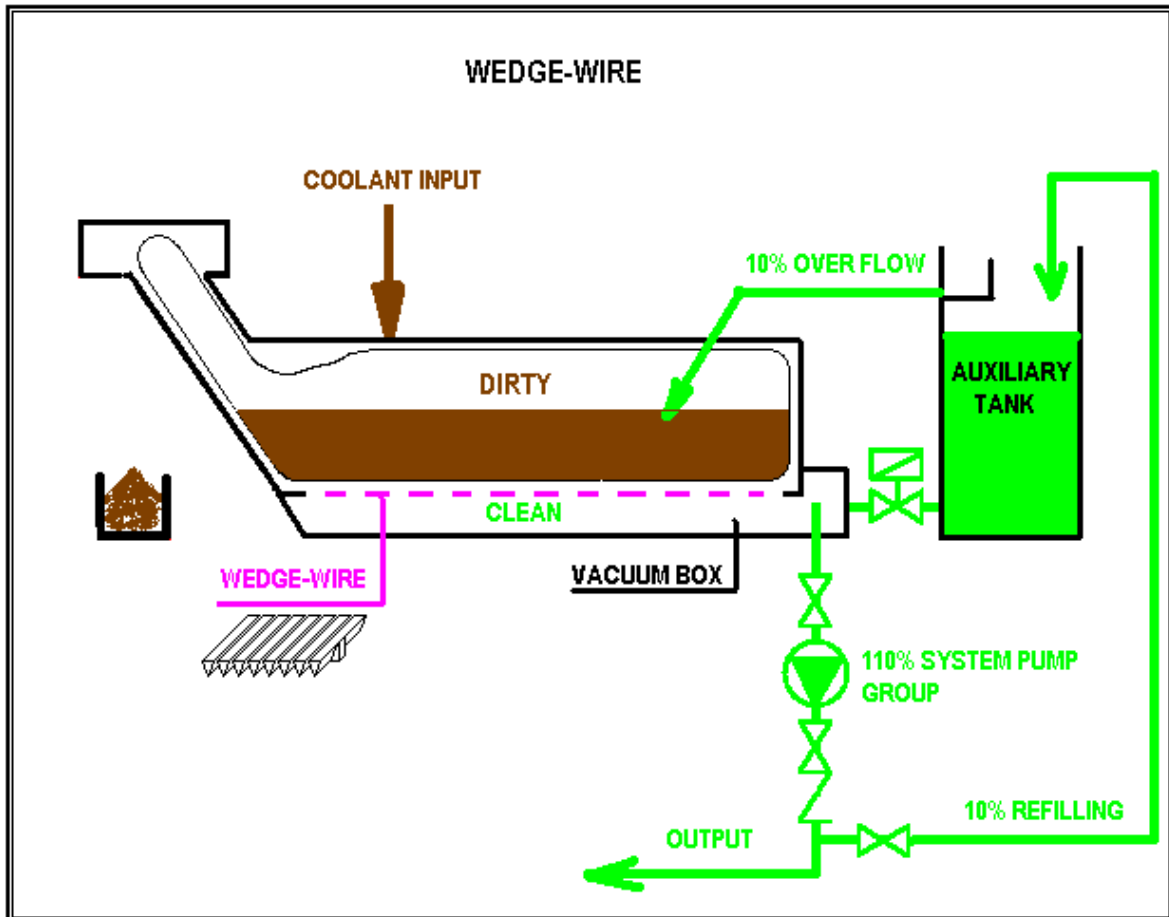 WEDGE-WIRE
COOLANT INPUT
10% OVER FLOW
DIRTY
AUXILIARY
TANK
CLEAN
WEDGE-WIRE
VACUUM BOX
110% SYSTEM PUMP
GROUP
10% REFILLING
OUTPUT